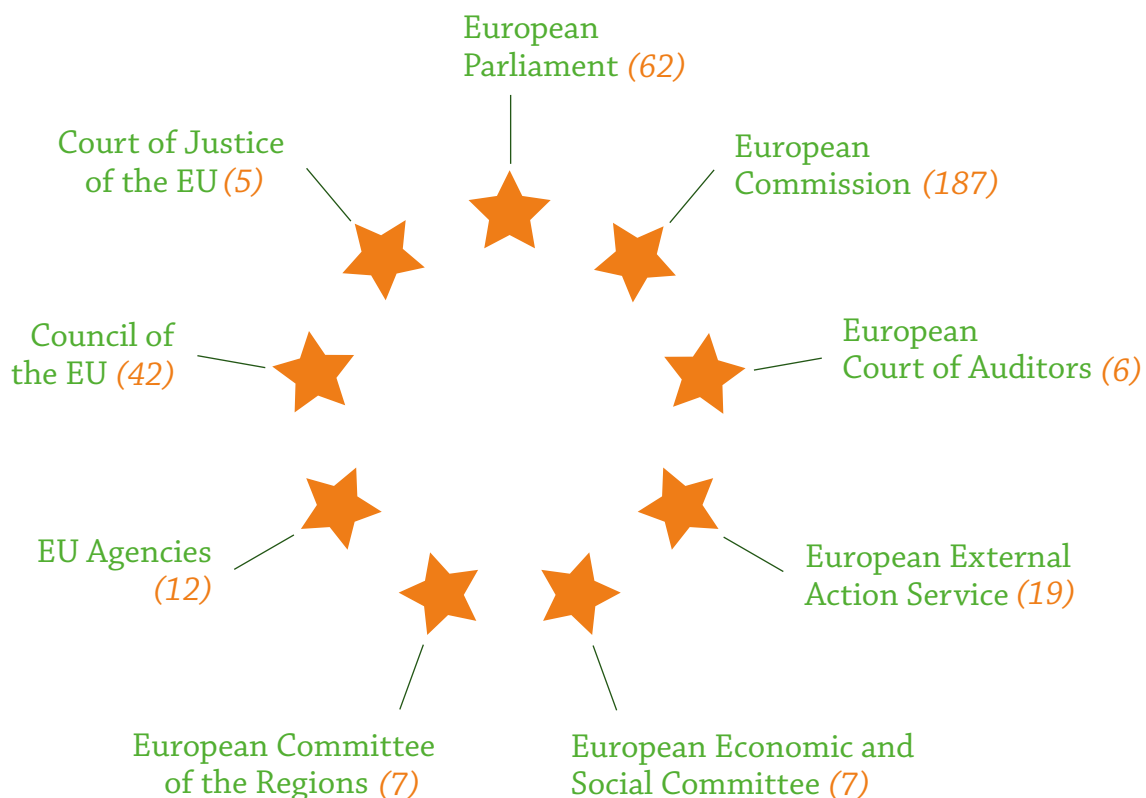 European
Parliament (62)
European
Commission (187)
European
Court of Auditors (6)
European External
Action Service (19)
European Economic and
Social Committee (7)
European Committee
of the Regions (7)
EU Agencies
(12)
Council of
the EU (42)
Court of Justice
of the EU (5)